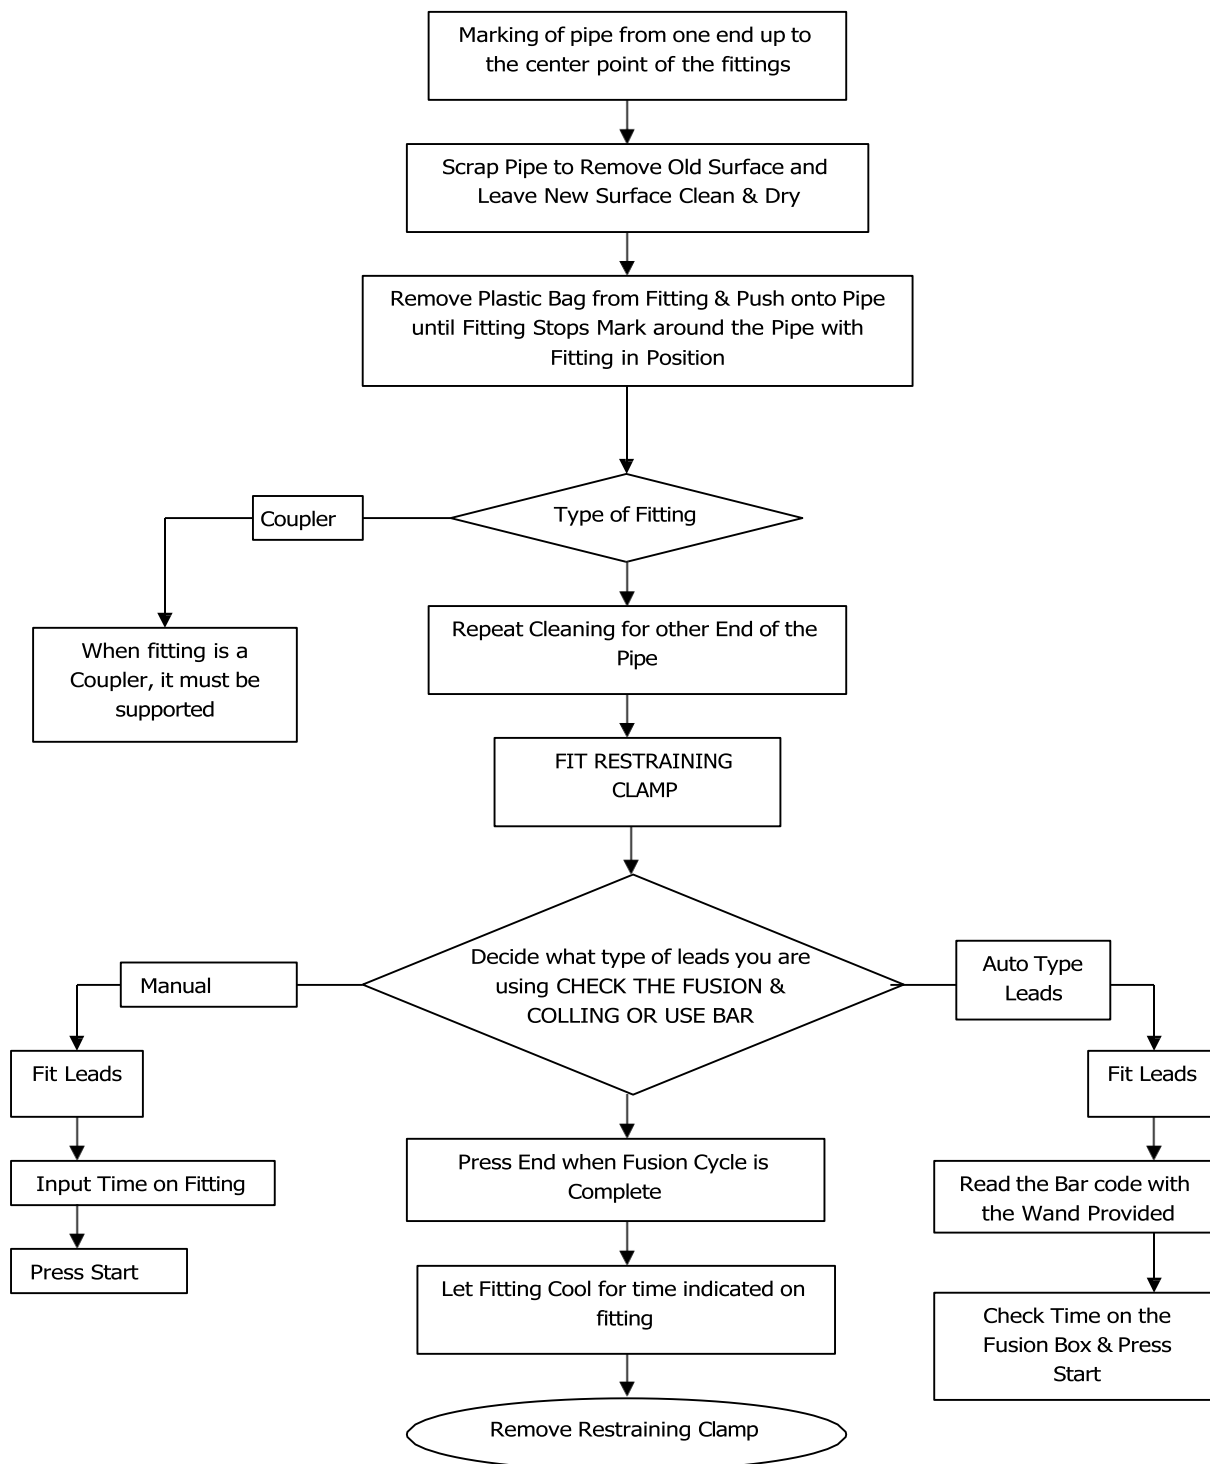 Marking of pipe from one end up to
the center point of the fittings
Scrap Pipe to Remove Old Surface and
Leave New Surface Clean & Dry
Remove Plastic Bag from Fitting & Push onto Pipe
until Fitting Stops Mark around the Pipe with
Fitting in Position
Type of Fitting
Coupler
When fitting is a
Coupler, it must be
supported
Repeat Cleaning for other End of the
Pipe
FIT RESTRAINING
CLAMP
Decide what type of leads you are
using CHECK THE FUSION &
COLLING OR USE BAR
Manual
Fit Leads
Input Time on Fitting
Press Start
Auto Type
Leads
Fit Leads
Read the Bar code with
the Wand Provided
Check Time on the
Fusion Box & Press
Start
Press End when Fusion Cycle is
Complete
Let Fitting Cool for time indicated on
fitting
Remove Restraining Clamp